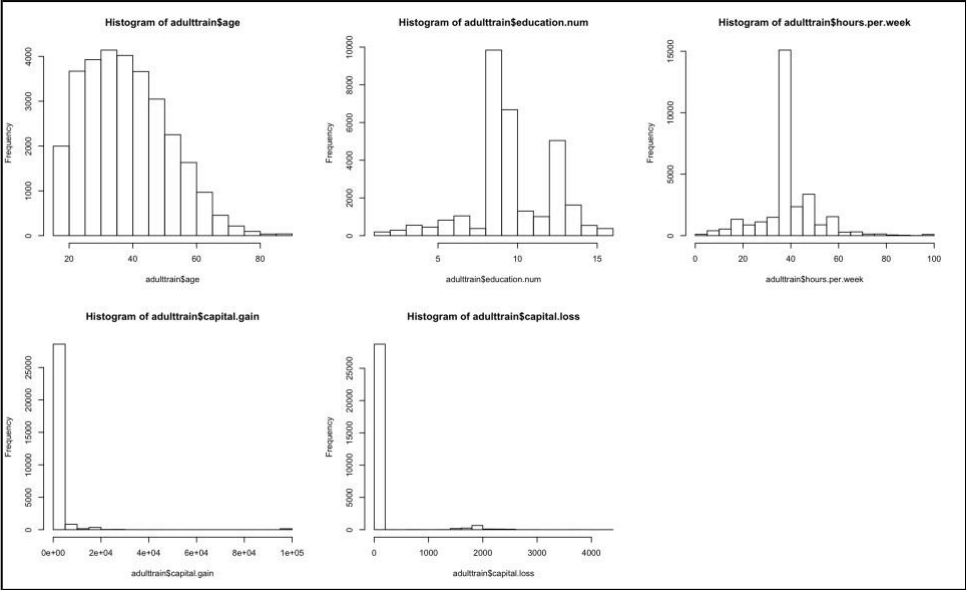 Histogram of adulttrain$age
Frequency
0 1000 2000 3000 4000
20 40 60 80
adulttrain$age
Histogram of adulttrain$education.num
Frequency
0 2000 4000 6000 8000 10000
5 10 15
adulttrain$education.num
Histogram of adulttrain$hours.per.week
Frequency
0 5000 10000 15000
0 20 40 60 80 100
adulttrain$hours.per.week
Histogram of adulttrain$capital.gain
Frequency
0 5000 10000 15000 20000 25000
0e+00 2e+04 4e+04 6e+04 8e+04 1e+05
adulttrain$capital.gain
Histogram of adulttrain$capital.loss
Frequency
0 5000 10000 15000 20000 25000
0 1000 2000 3000 4000
adulttrain$capital.loss